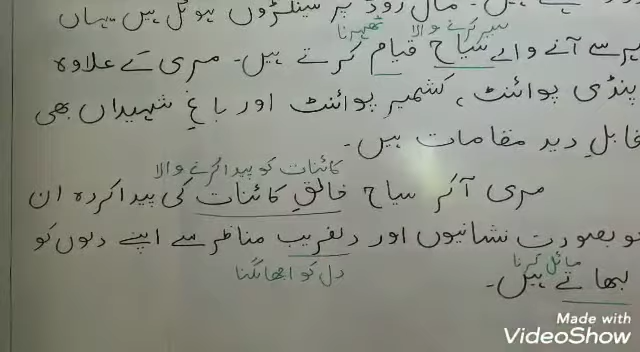 ہیں۔ مال روڈ پر سینکڑوں ہوٹل ہیں یہاں
سیر کرنے والا ٹھہرنا
سے آنے والے سیاح قیام کرتے ہیں۔ مری کے علاوہ
پنڈی پوائنٹ، کشمیر پوائنٹ اور باغِ شہیداں بھی
قابلِ دید مقامات ہیں۔
کائنات کو پیدا کرنے والا
مری آکر سیاح خالقِ کائنات کی پیدا کردہ ان
خوبصورت نشانیوں اور دلفریب مناظر سے اپنے دلوں کو
دل کو اچھا لگنا مائل کرنا
بھاتے ہیں۔
Made with
VideoShow